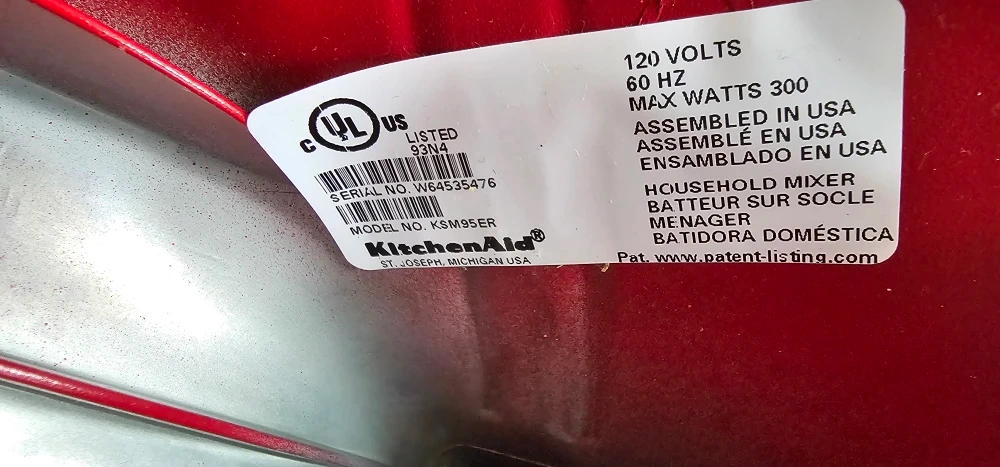 C UL US
LISTED
93N4
SERIAL NO. W64535476
MODEL NO. KSM95ER
KitchenAid®
ST. JOSEPH, MICHIGAN USA
120 VOLTS
60 HZ
MAX WATTS 300
ASSEMBLED IN USA
ASSEMBLÉ EN USA
ENSAMBLADO EN USA
HOUSEHOLD MIXER
BATTEUR SUR SOCLE
MENAGER
BATIDORA DOMÉSTICA
Pat. www.patent-listing.com